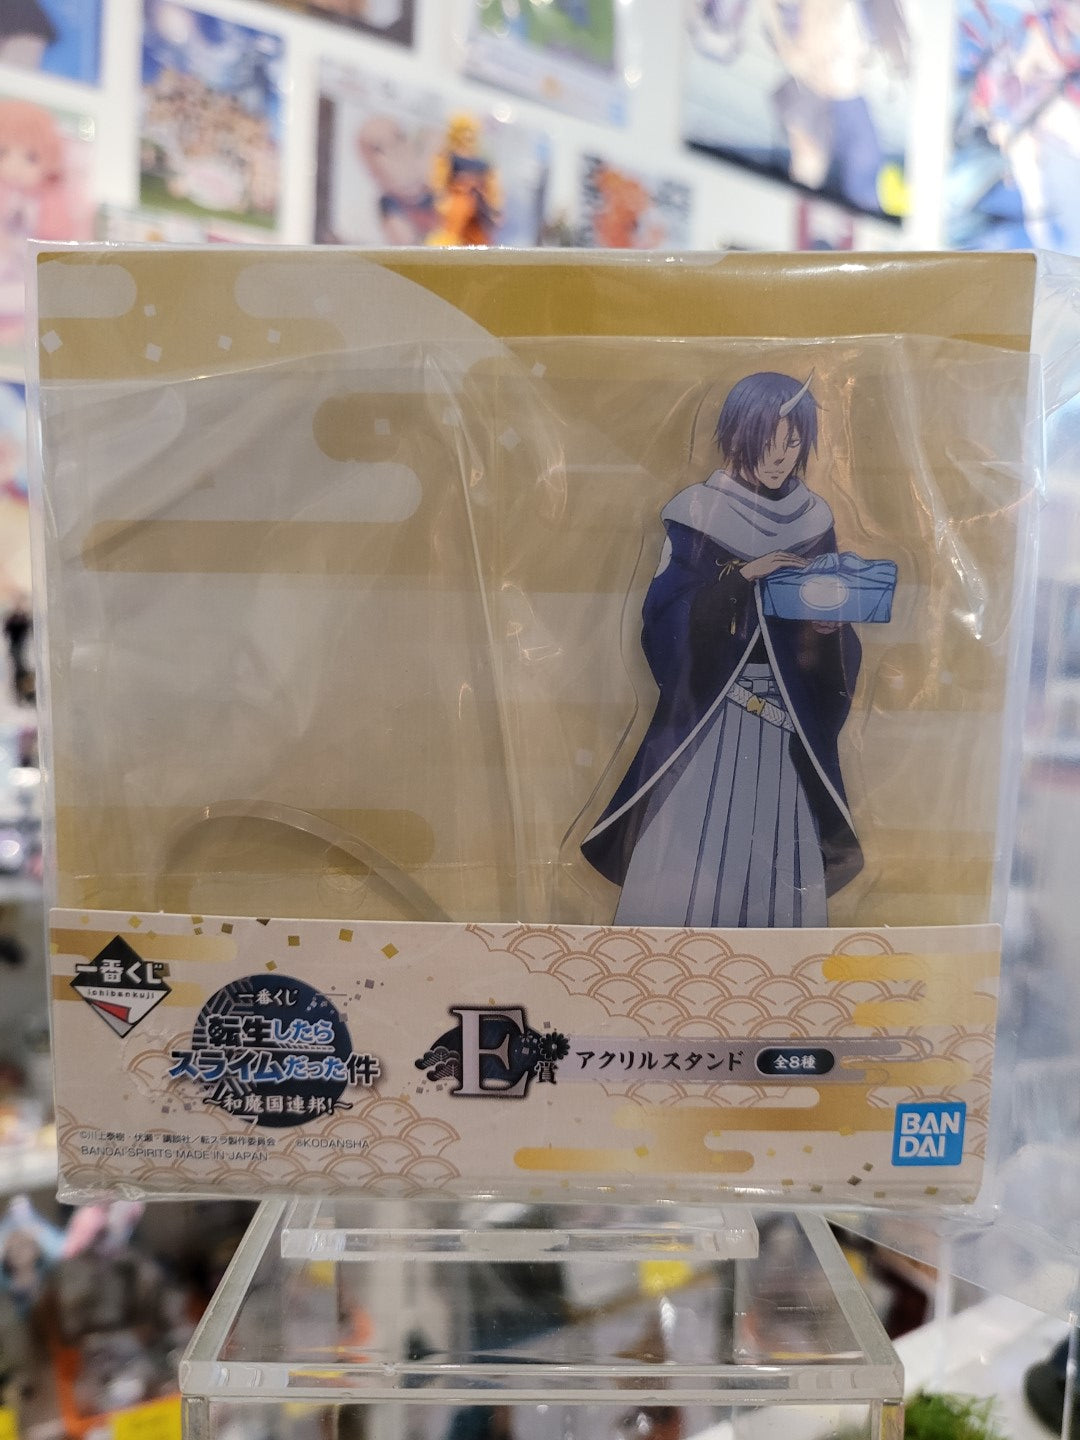 一番くじ
ichibankuji
一番くじ
転生したら
スライムだった件
~和魔国連邦!~
E賞
アクリルスタンド
全8種
©川上泰樹・伏瀬・講談社/転スラ製作委員会 ©KODANSHA
BANDAI SPIRITS MADE IN JAPAN
BAN
DAI